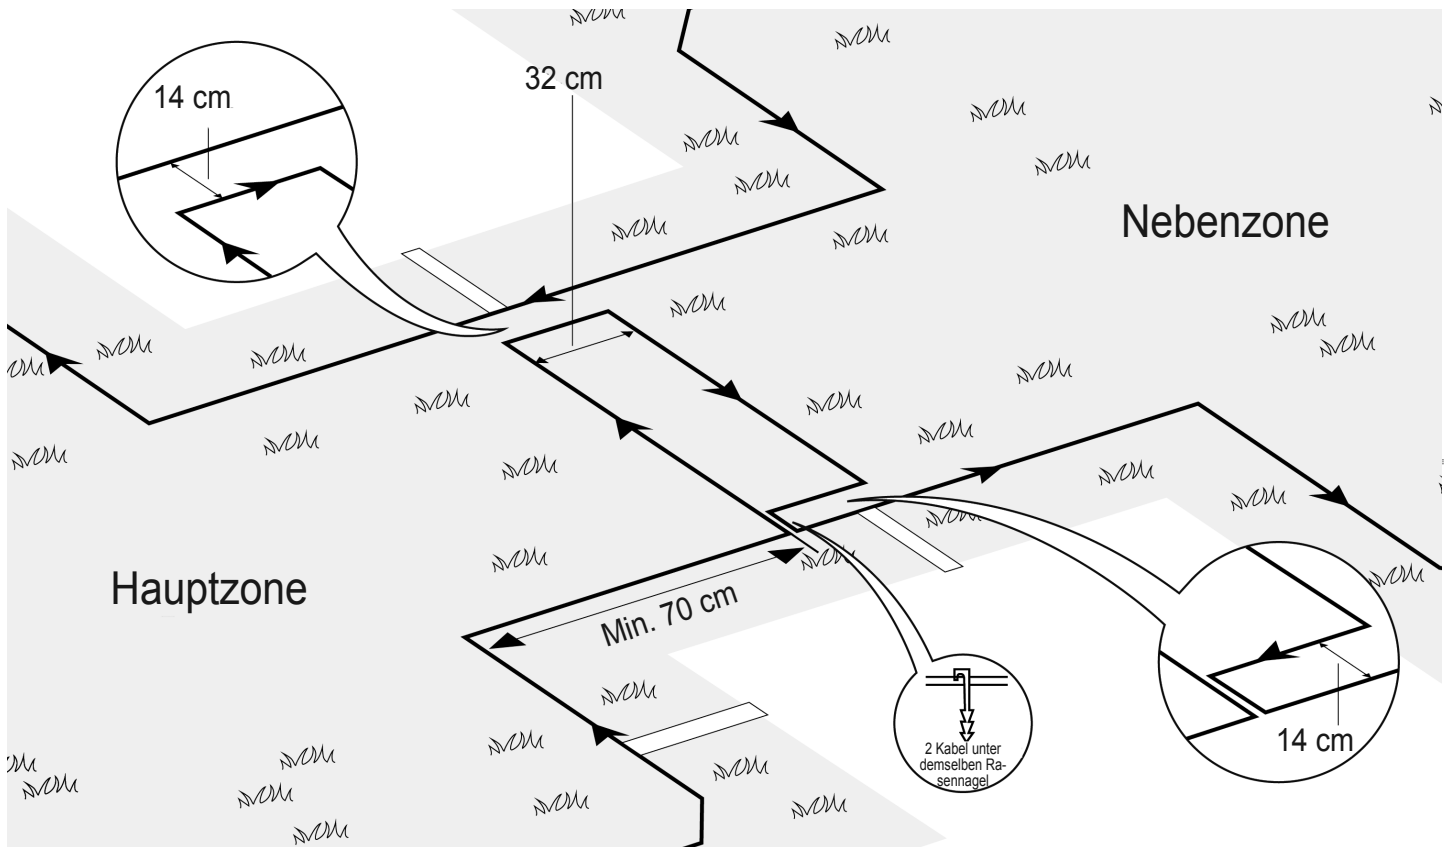 32 cm
14 cm
Nebenzone
Hauptzone
Min. 70 cm
2 Kabel unter
demselben Ra-
sennagel
14 cm